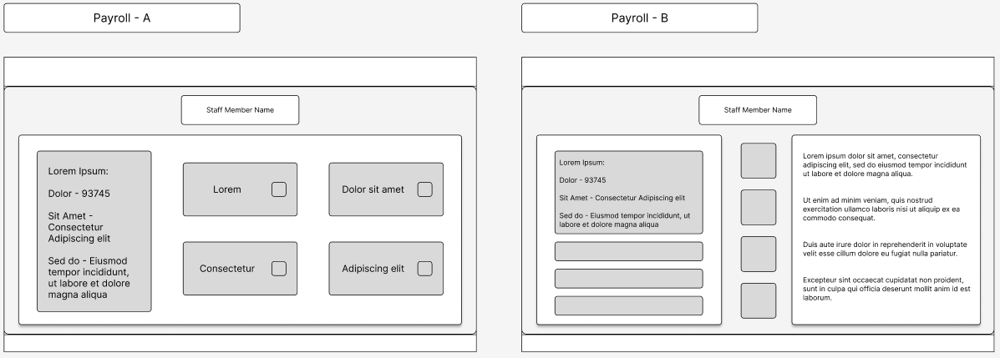 Payroll - A
Staff Member Name
Lorem Ipsum:
Dolor - 93745
Sit Amet -
Consectetur
Adipiscing elit
Sed do - Eiusmod
tempor incididunt,
ut labore et dolore
magna aliqua
Lorem
Dolor sit amet
Consectetur
Adipiscing elit
Payroll - B
Staff Member Name
Lorem Ipsum:
Dolor - 93745
Sit Amet - Consectetur Adipiscing elit
Sed do - Eiusmod tempor incididunt, ut
labore et dolore magna aliqua
Lorem ipsum dolor sit amet, consectetur
adipiscing elit, sed do eiusmod tempor incididunt
ut labore et dolore magna aliqua.
Ut enim ad minim veniam, quis nostrud
exercitation ullamco laboris nisi ut aliquip ex ea
commodo consequat.
Duis aute irure dolor in reprehenderit in voluptate
velit esse cillum dolore eu fugiat nulla pariatur.
Excepteur sint occaecat cupidatat non proident,
sunt in culpa qui officia deserunt mollit anim id est
laborum.